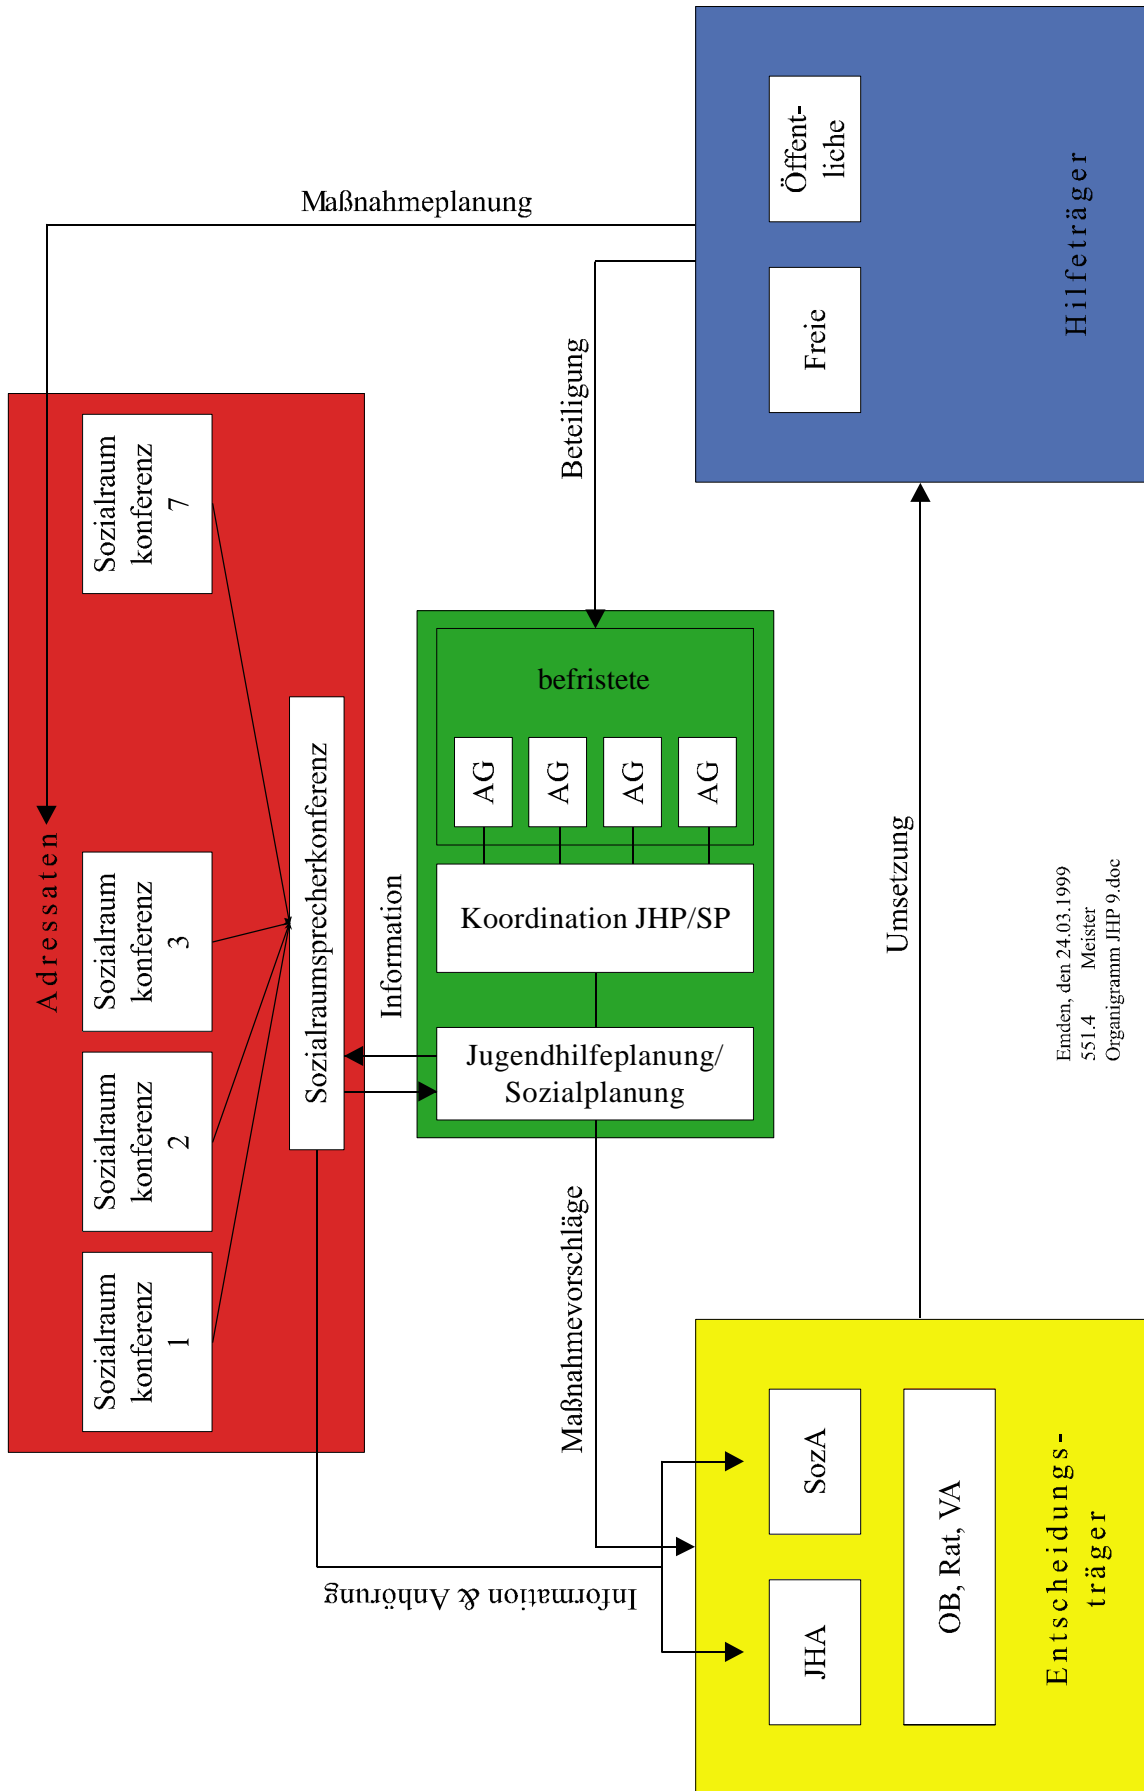 Adressaten
Sozialraum
konferenz
1
Sozialraum
konferenz
2
Sozialraum
konferenz
3
Sozialraum
konferenz
7
Sozialraumsprecherkonferenz
Information
Maßnahmeplanung
Jugendhilfeplanung/
Sozialplanung
Koordination JHP/SP
AG
AG
AG
AG
befristete
Beteiligung
Maßnahmevorschläge
Information & Anhörung
JHA
SozA
OB, Rat, VA
Entscheidungs-
träger
Umsetzung
Freie
Öffent-
liche
Hilfeträger
Emden, den 24.03.1999
551.4 Meister
Organigramm JHP 9.doc